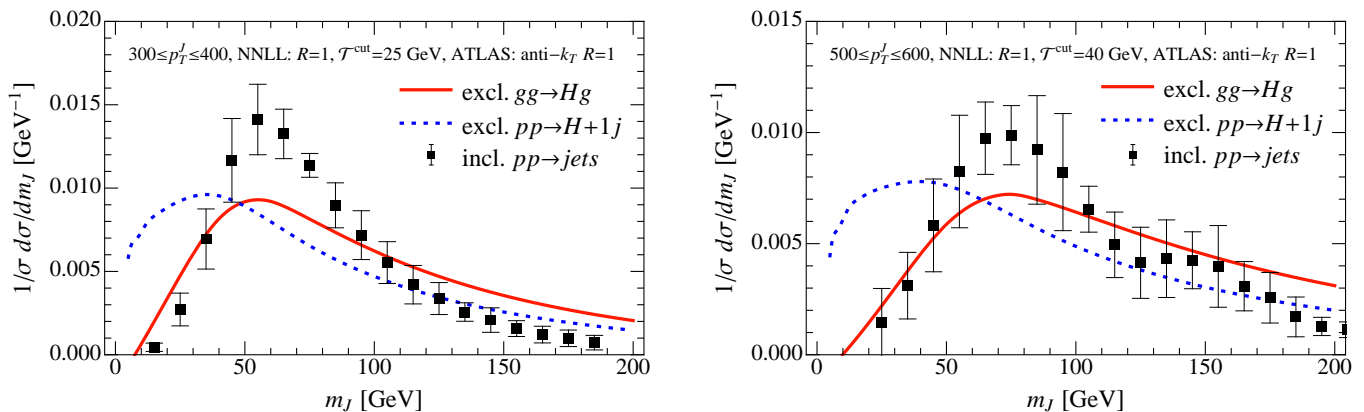 300≤p_T^J≤400, NNLL: R=1, 𝒯^cut=25 GeV, ATLAS: anti−k_T R=1
excl. gg→Hg
excl. pp→H+1j
incl. pp→jets
1/σ dσ/dm_J [GeV⁻¹]
0.020
0.015
0.010
0.005
0.000
0 50 100 150 200
m_J [GeV]
500≤p_T^J≤600, NNLL: R=1, 𝒯^cut=40 GeV, ATLAS: anti−k_T R=1
excl. gg→Hg
excl. pp→H+1j
incl. pp→jets
1/σ dσ/dm_J [GeV⁻¹]
0.015
0.010
0.005
0.000
0 50 100 150 200
m_J [GeV]